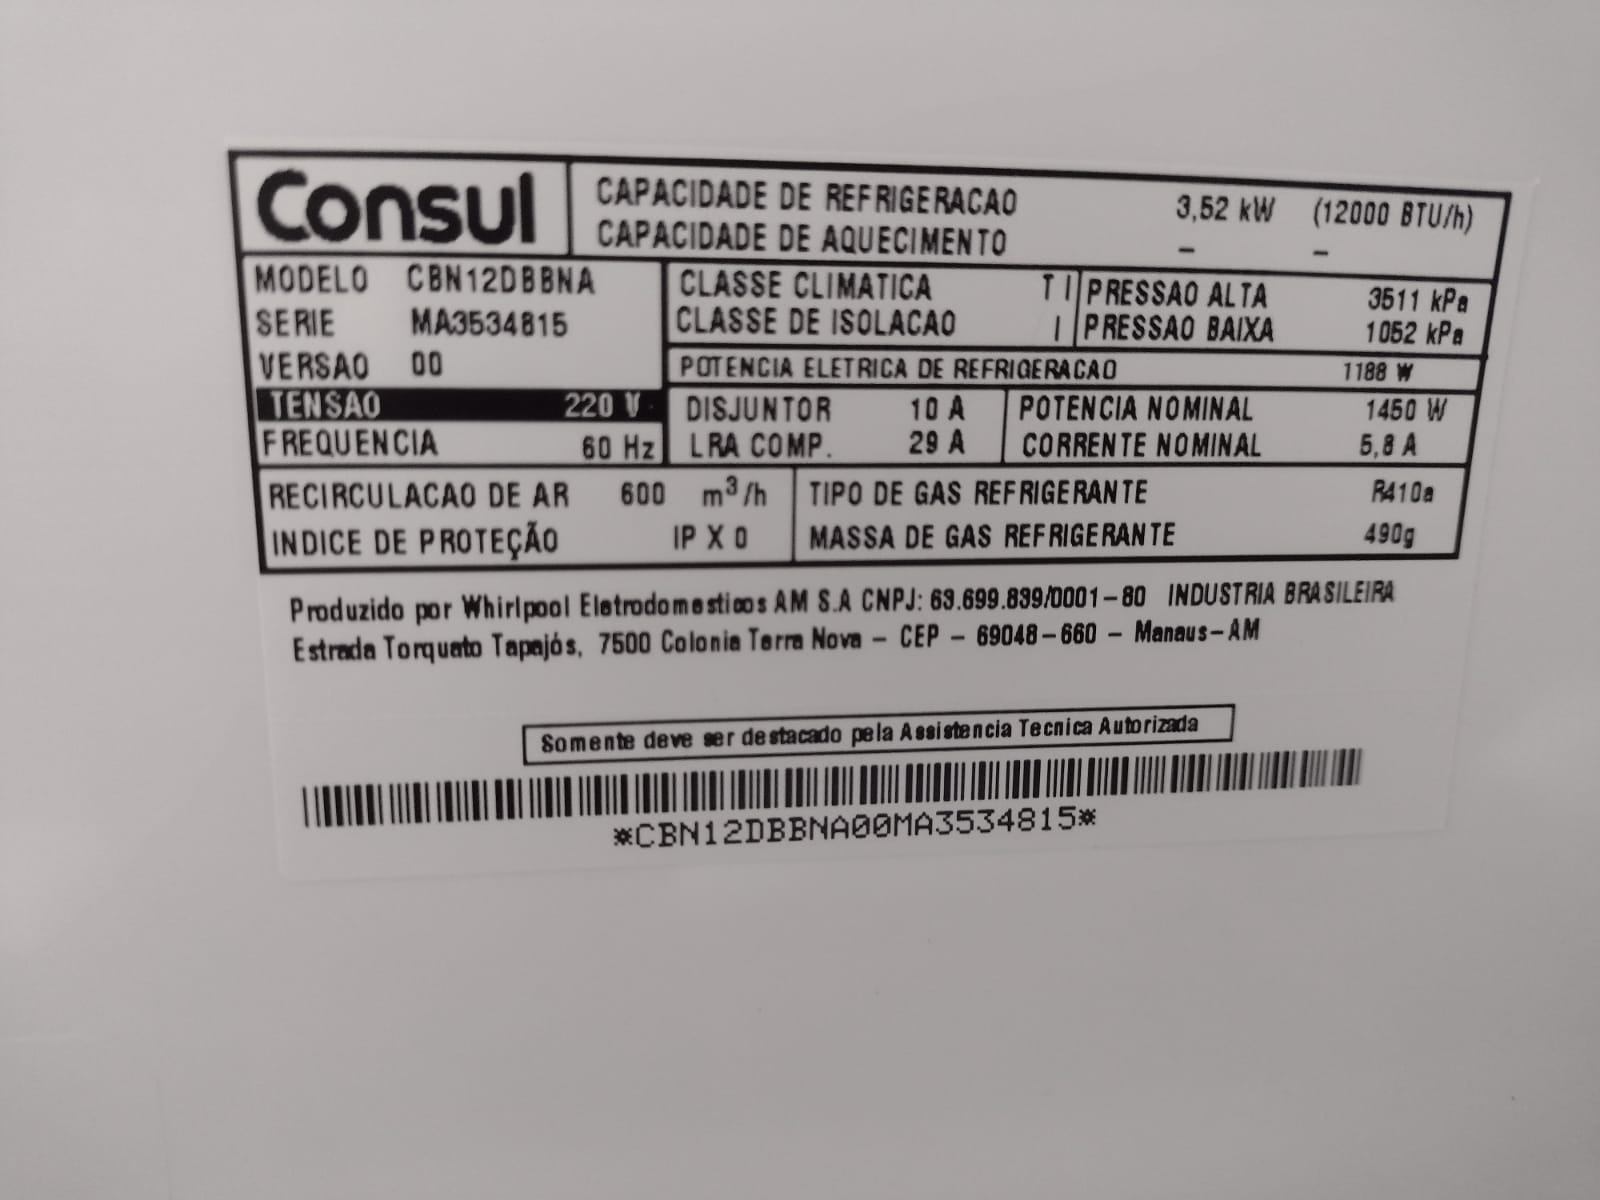 Consul
CAPACIDADE DE REFRIGERACAO 3,52 kW (12000 BTU/h)
CAPACIDADE DE AQUECIMENTO – –
MODELO CBN12DBBNA
SERIE MA3534815
VERSAO 00
TENSAO 220 V
FREQUENCIA 60 Hz
CLASSE CLIMATICA T I
CLASSE DE ISOLACAO I
PRESSAO ALTA 3511 kPa
PRESSAO BAIXA 1052 kPa
POTENCIA ELETRICA DE REFRIGERACAO 1188 W
DISJUNTOR 10 A
LRA COMP. 29 A
POTENCIA NOMINAL 1450 W
CORRENTE NOMINAL 5,8 A
RECIRCULACAO DE AR 600 m³/h
INDICE DE PROTEÇÃO IP X 0
TIPO DE GAS REFRIGERANTE R410a
MASSA DE GAS REFRIGERANTE 490g
Produzido por Whirlpool Eletrodomesticos AM S.A CNPJ: 63.699.839/0001-80 INDUSTRIA BRASILEIRA
Estrada Torquato Tapajós, 7500 Colonia Terra Nova – CEP – 69048-660 – Manaus-AM
Somente deve ser destacado pela Assistencia Tecnica Autorizada
*CBN12DBBNA00MA3534815*